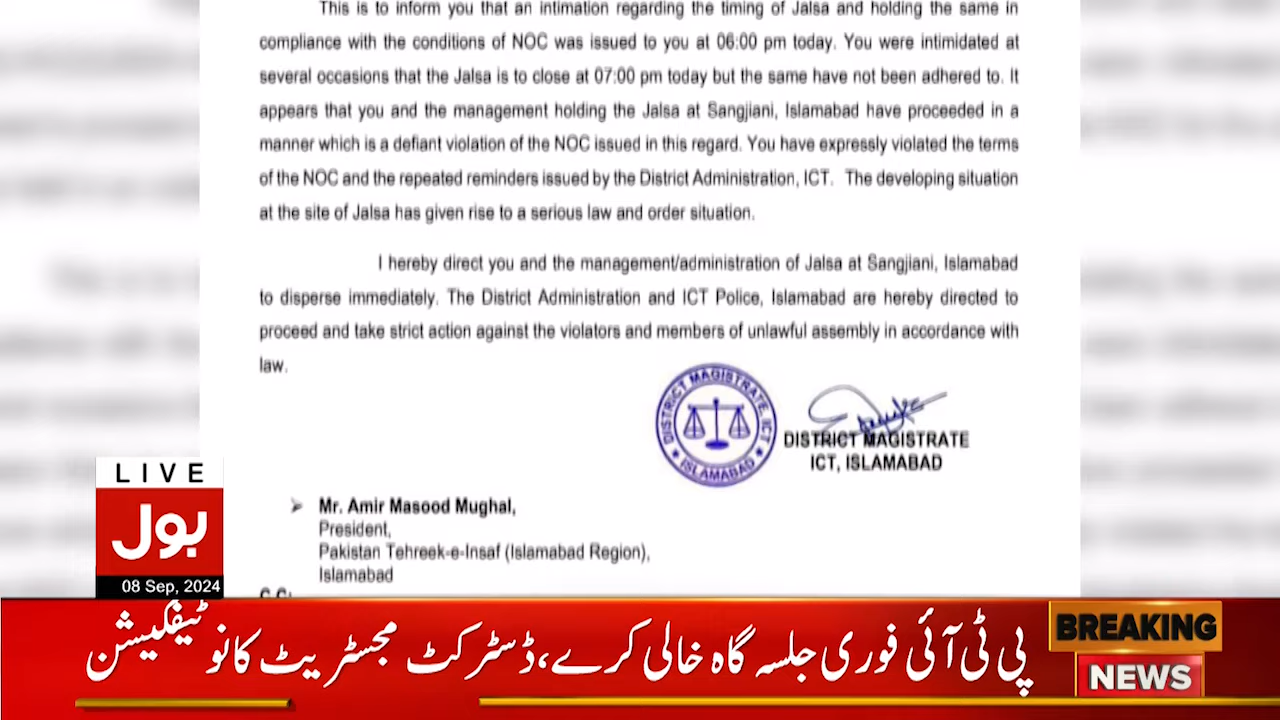 This is to inform you that an intimation regarding the timing of Jalsa and holding the same in
compliance with the conditions of NOC was issued to you at 06:00 pm today. You were intimidated at
several occasions that the Jalsa is to close at 07:00 pm today but the same have not been adhered to. It
appears that you and the management holding the Jalsa at Sangjiani, Islamabad have proceeded in a
manner which is a defiant violation of the NOC issued in this regard. You have expressly violated the terms
of the NOC and the repeated reminders issued by the District Administration, ICT. The developing situation
at the site of Jalsa has given rise to a serious law and order situation.
I hereby direct you and the management/administration of Jalsa at Sangjiani, Islamabad
to disperse immediately. The District Administration and ICT Police, Islamabad are hereby directed to
proceed and take strict action against the violators and members of unlawful assembly in accordance with
law.
DISTRICT MAGISTRATE, ICT
ISLAMABAD
DISTRICT MAGISTRATE
ICT, ISLAMABAD
➢ Mr. Amir Masood Mughal,
President,
Pakistan Tehreek-e-Insaf (Islamabad Region),
Islamabad
C.C:
LIVE
بول
08 Sep, 2024
پی ٹی آئی فوری جلسہ گاہ خالی کرے، ڈسٹرکٹ مجسٹریٹ کا نوٹیفکیشن
BREAKING
NEWS